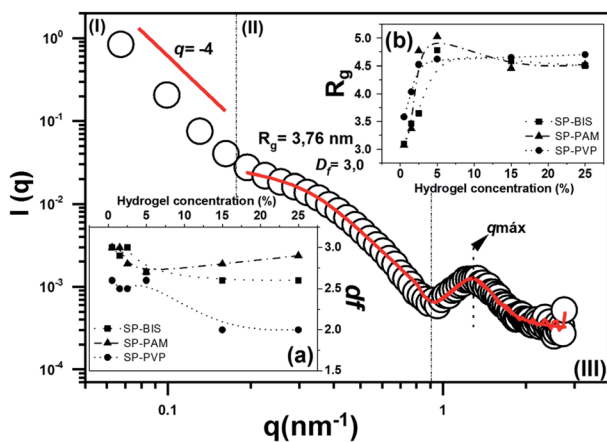 (I)
(II)
q= -4
(b)
5.0
4.5
4.0
3.5
3.0
R_g
SP-BIS
SP-PAM
SP-PVP
0 5 10 15 20 25
Hydrogel concentration (%)
R_g = 3,76 nm
D_f= 3,0
qmáx
10^0
10^-1
10^-2
10^-3
10^-4
I (q)
Hydrogel concentration (%)
0 5 10 15 20 25
3.0
2.5
2.0
1.5
df
SP-BIS
SP-PAM
SP-PVP
(a)
(III)
0.1
1
q(nm^-1)